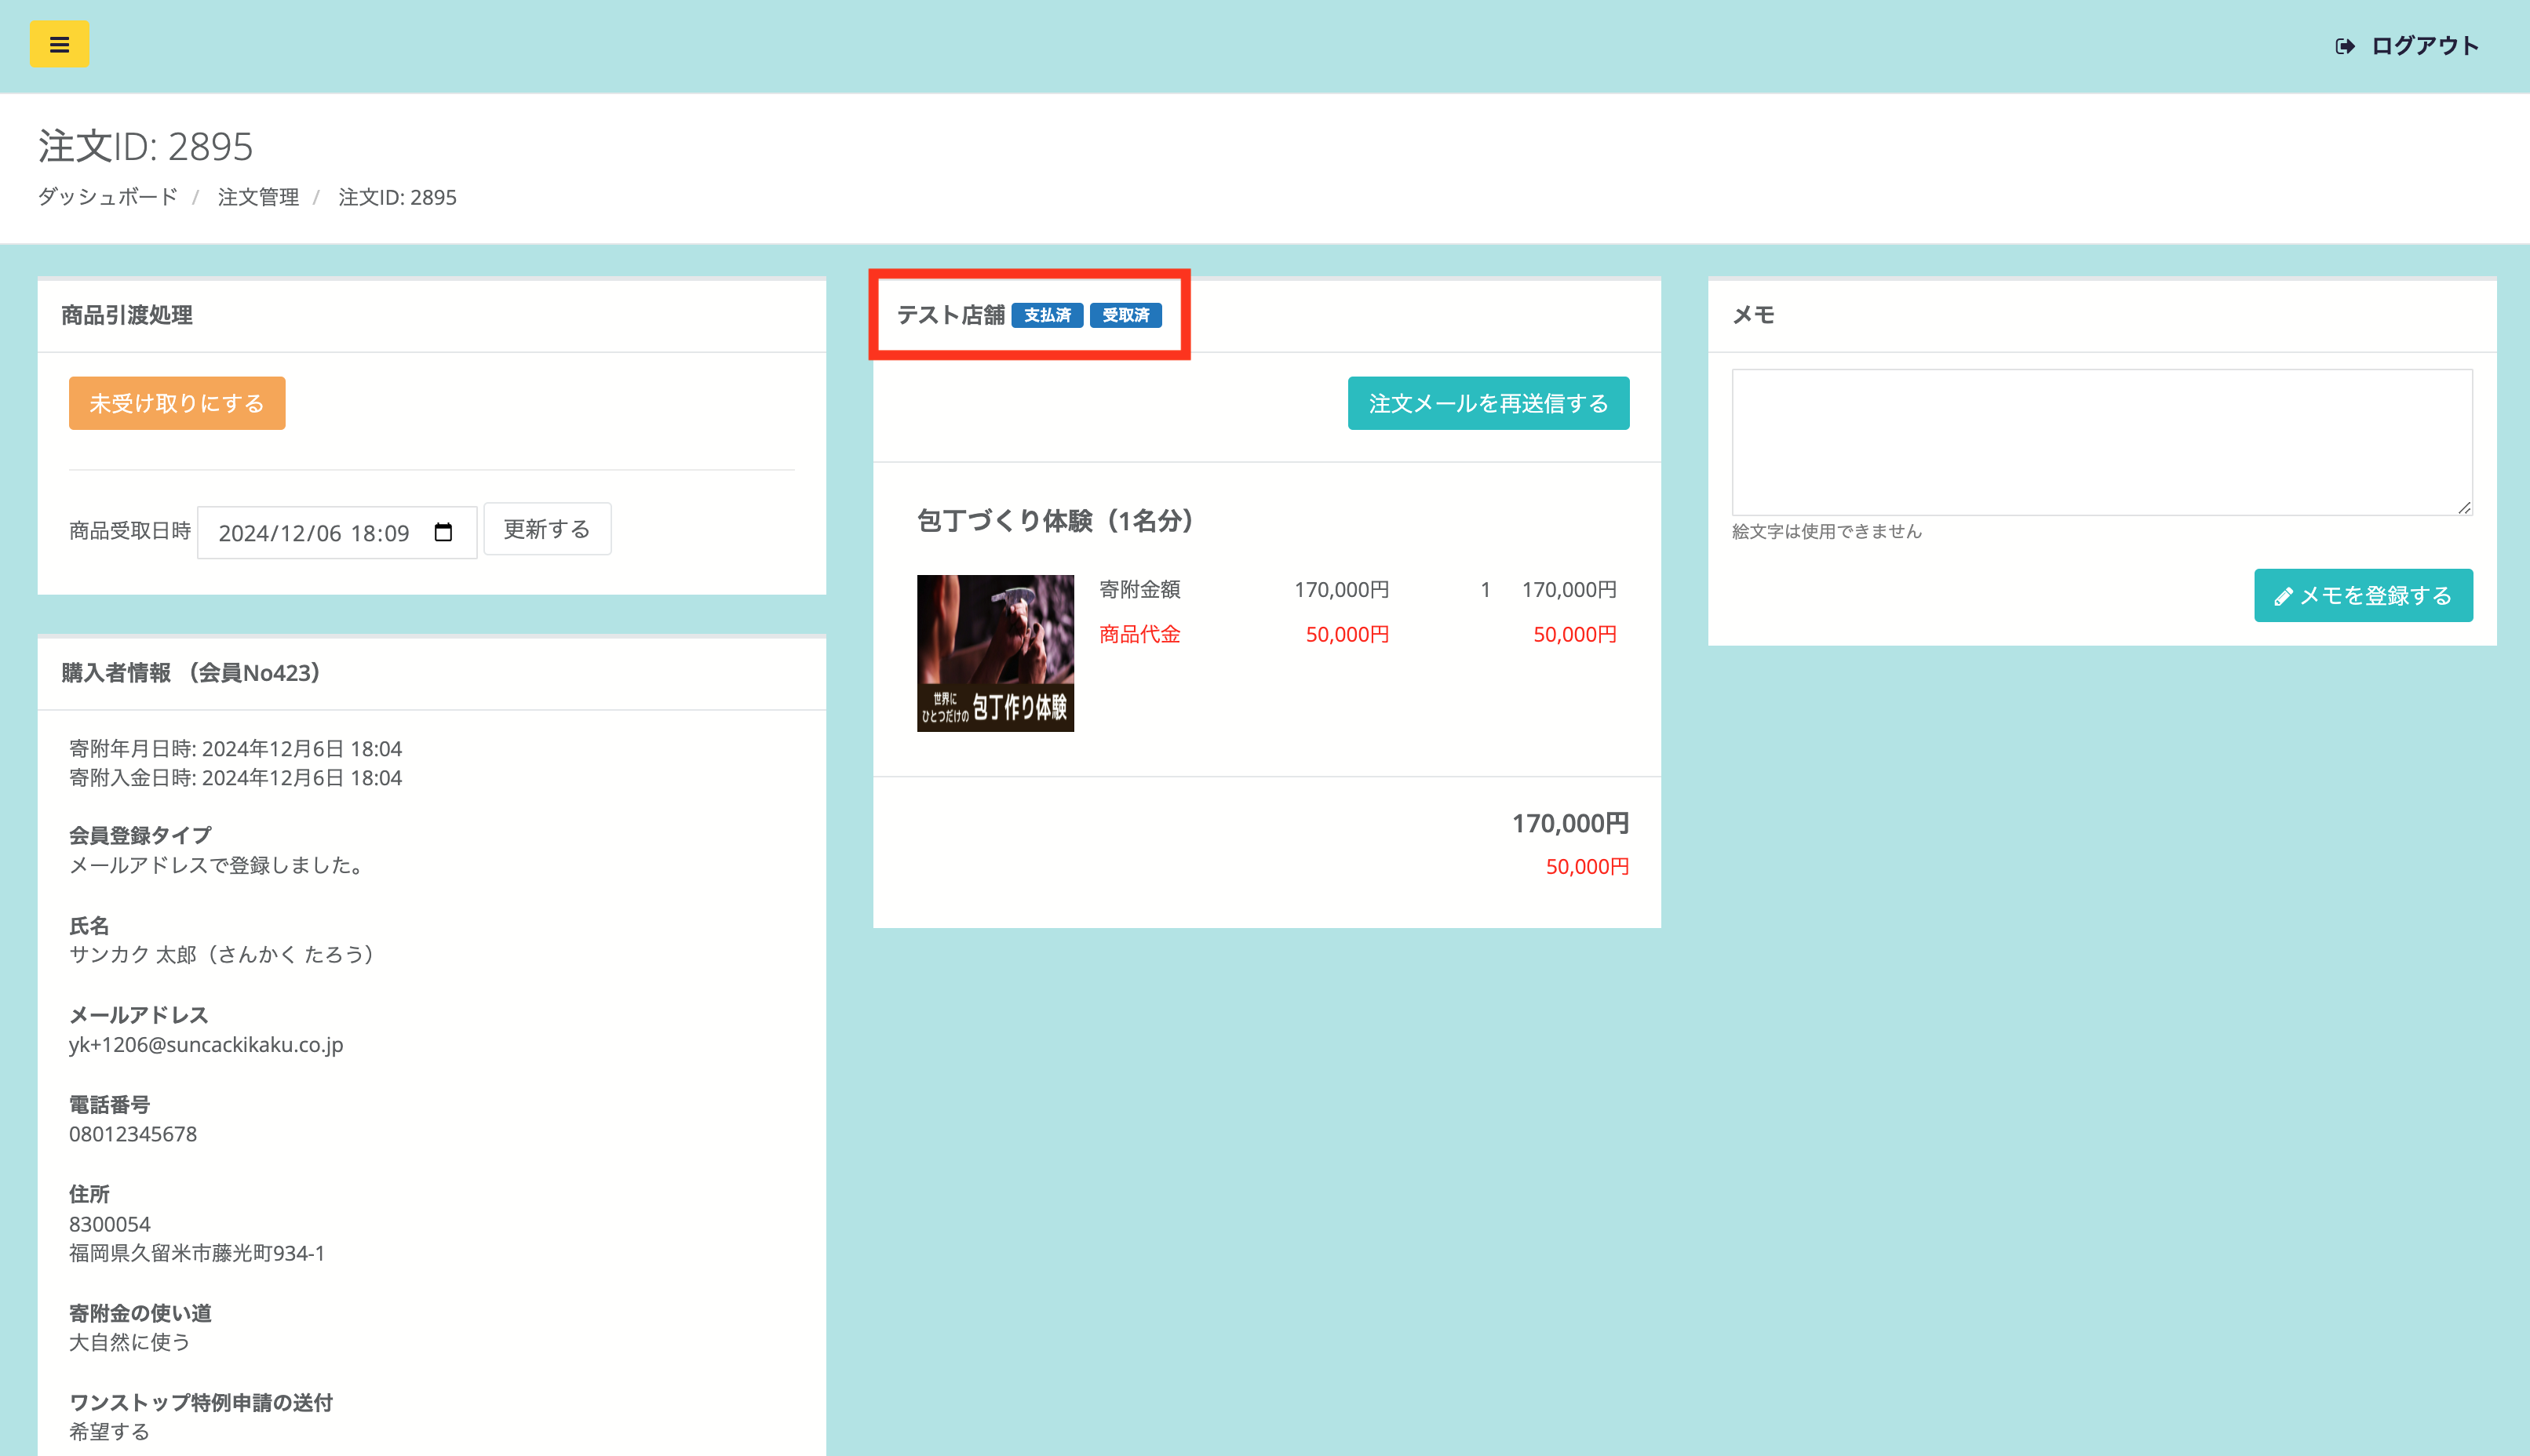 ログアウト
注文ID: 2895
ダッシュボード / 注文管理 / 注文ID: 2895
商品引渡処理
未受け取りにする
商品受取日時 2024/12/06 18:09 更新する
購入者情報 （会員No423）
寄附年月日時: 2024年12月6日 18:04
寄附入金日時: 2024年12月6日 18:04
会員登録タイプ
メールアドレスで登録しました。
氏名
サンカク 太郎（さんかく たろう）
メールアドレス
yk+1206@suncackikaku.co.jp
電話番号
08012345678
住所
8300054
福岡県久留米市藤光町934-1
寄附金の使い道
大自然に使う
ワンストップ特例申請の送付
希望する
テスト店舗 支払済 受取済
注文メールを再送信する
包丁づくり体験（1名分）
世界に
ひとつだけの 包丁作り体験
寄附金額 170,000円 1 170,000円
商品代金 50,000円 50,000円
170,000円
50,000円
メモ
絵文字は使用できません
メモを登録する